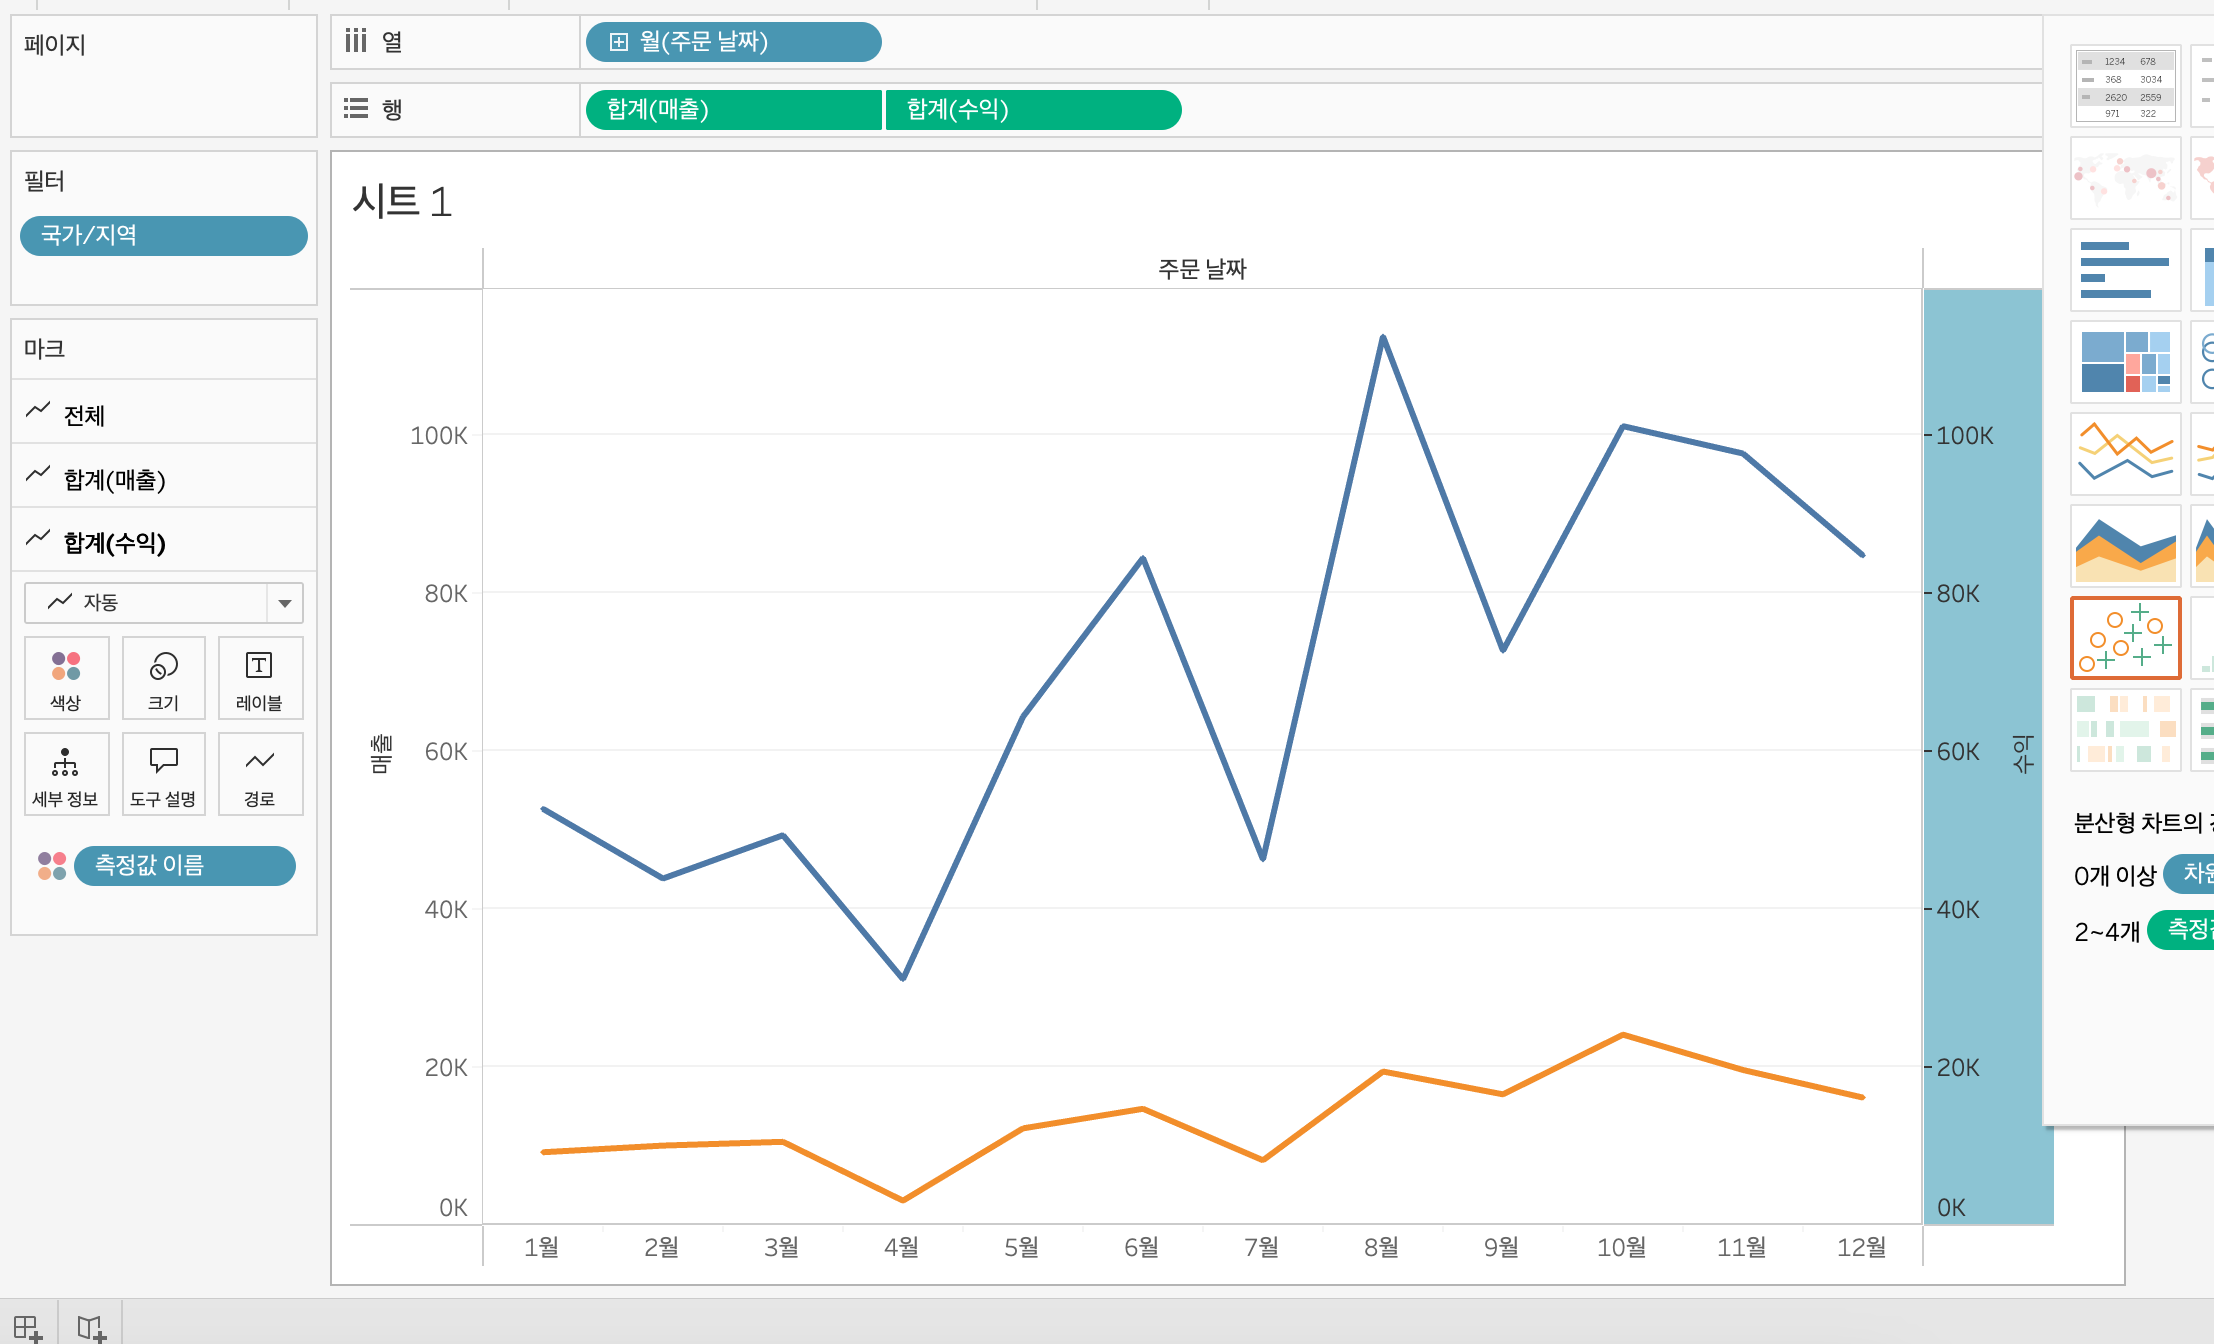 페이지
열
월(주문 날짜)
행
합계(매출)
합계(수익)
필터
국가/지역
마크
전체
합계(매출)
합계(수익)
자동
색상
크기
레이블
세부 정보
도구 설명
경로
측정값 이름
시트 1
주문 날짜
매출
100K
80K
60K
40K
20K
0K
1월
2월
3월
4월
5월
6월
7월
8월
9월
10월
11월
12월
100K
80K
60K
40K
20K
0K
수익
1234 678
368 3034
2620 2559
971 322
분산형 차트의
0개 이상
2~4개